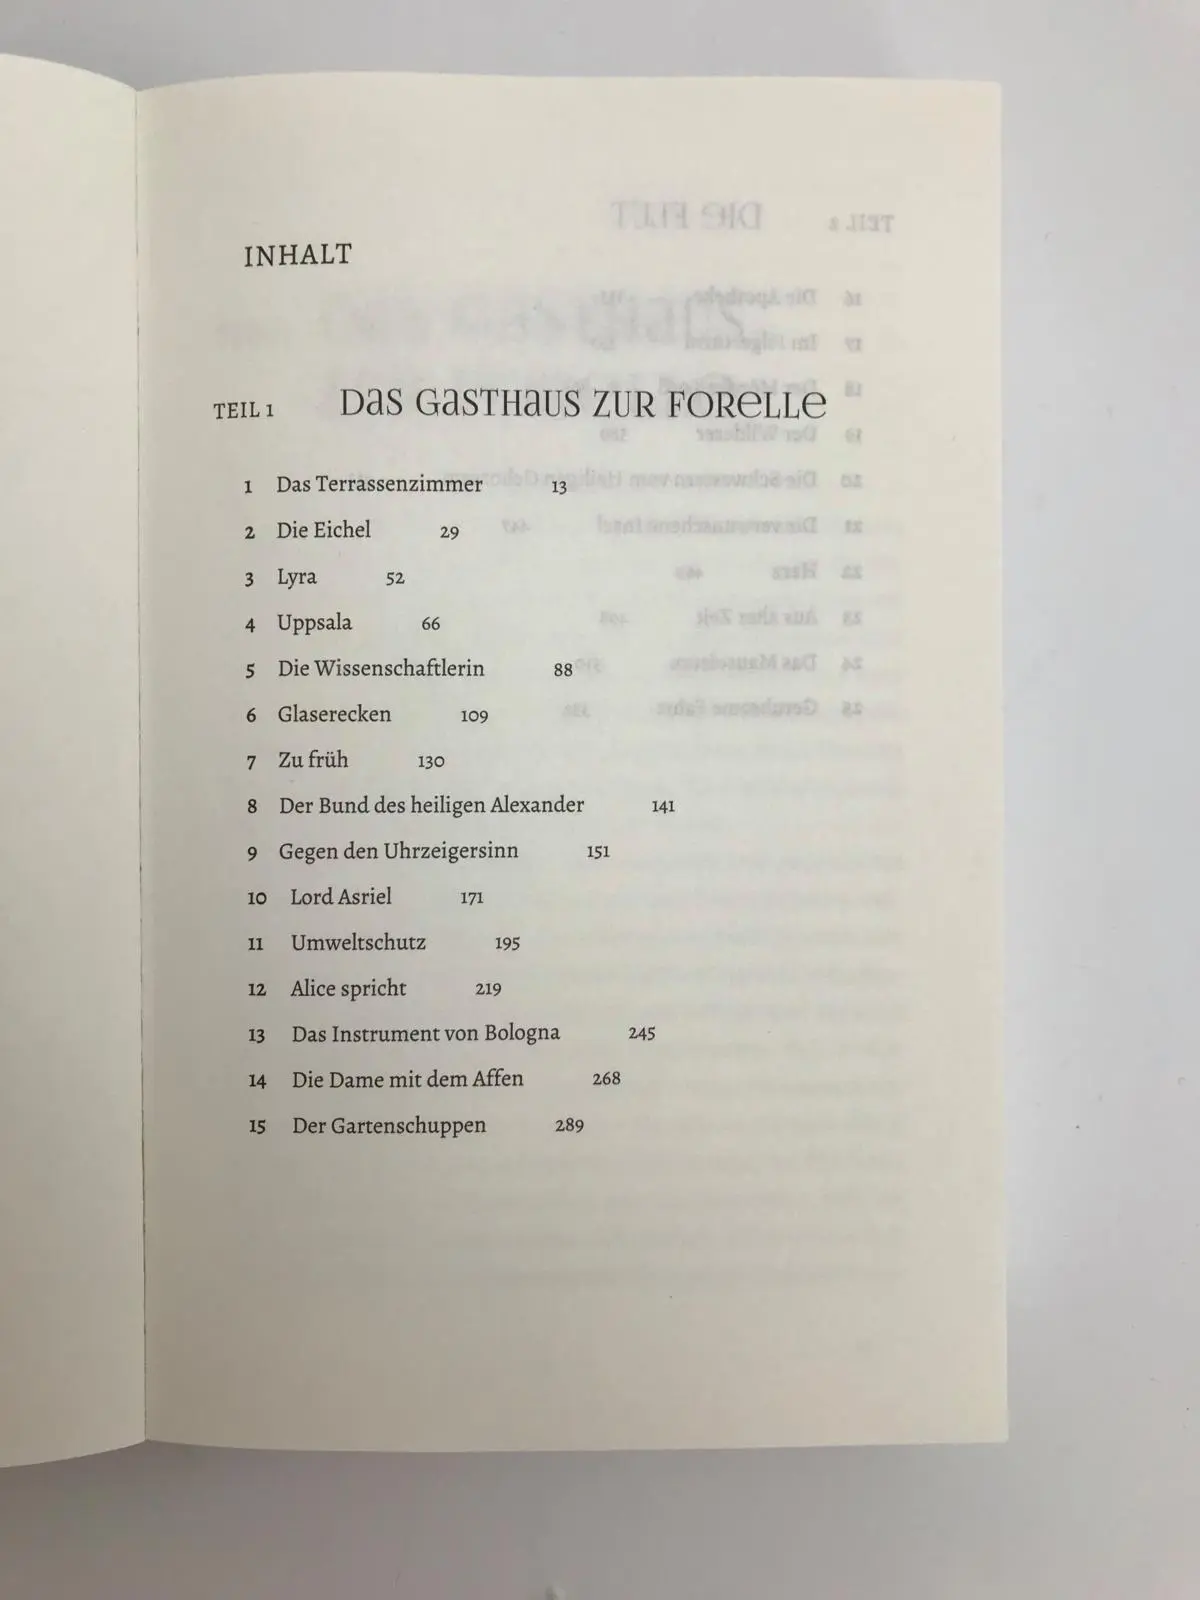 INHALT
TEIL 1 Das Gasthaus zur Forelle
1 Das Terrassenzimmer 13
2 Die Eichel 29
3 Lyra 52
4 Uppsala 66
5 Die Wissenschaftlerin 88
6 Glaserecken 109
7 Zu früh 130
8 Der Bund des heiligen Alexander 141
9 Gegen den Uhrzeigersinn 151
10 Lord Asriel 171
11 Umweltschutz 195
12 Alice spricht 219
13 Das Instrument von Bologna 245
14 Die Dame mit dem Affen 268
15 Der Gartenschuppen 289